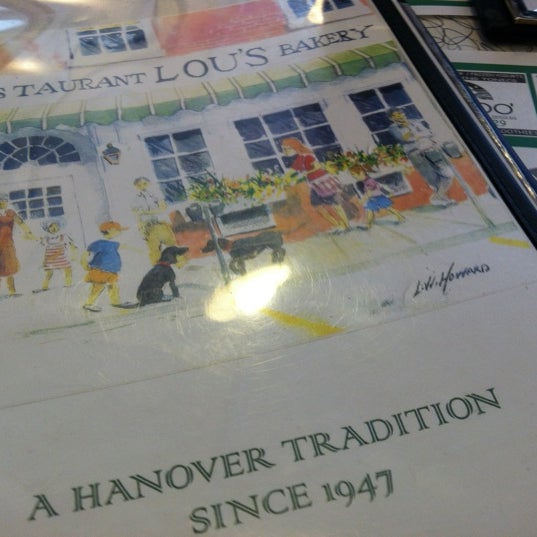 STAURANT LOU'S BAKERY
L.W. HOWARD
A HANOVER TRADITION
SINCE 1947